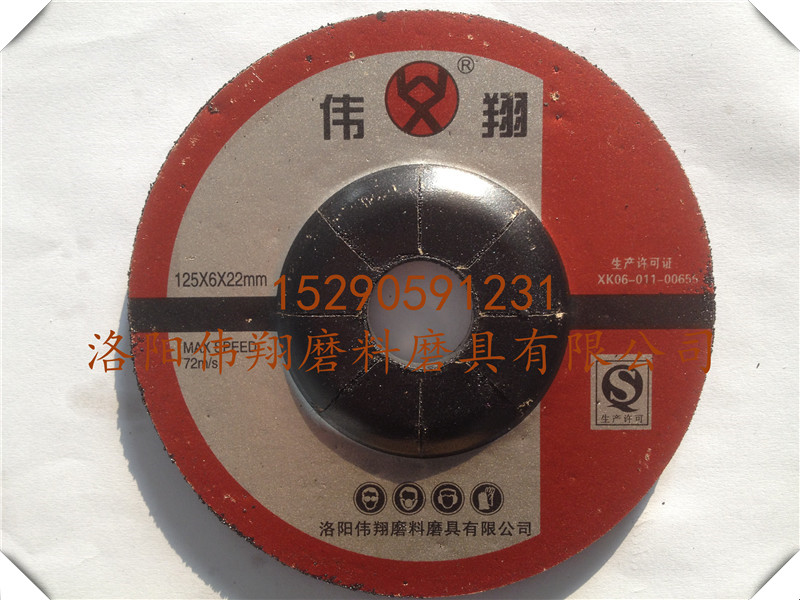 伟 翔 ®
125X6X22mm
生产许可证
XK06-011-00656
15290591231
洛阳伟翔磨料磨具有限公司
MAX SPEED:
72m/s
生产许可
洛阳伟翔磨料磨具有限公司